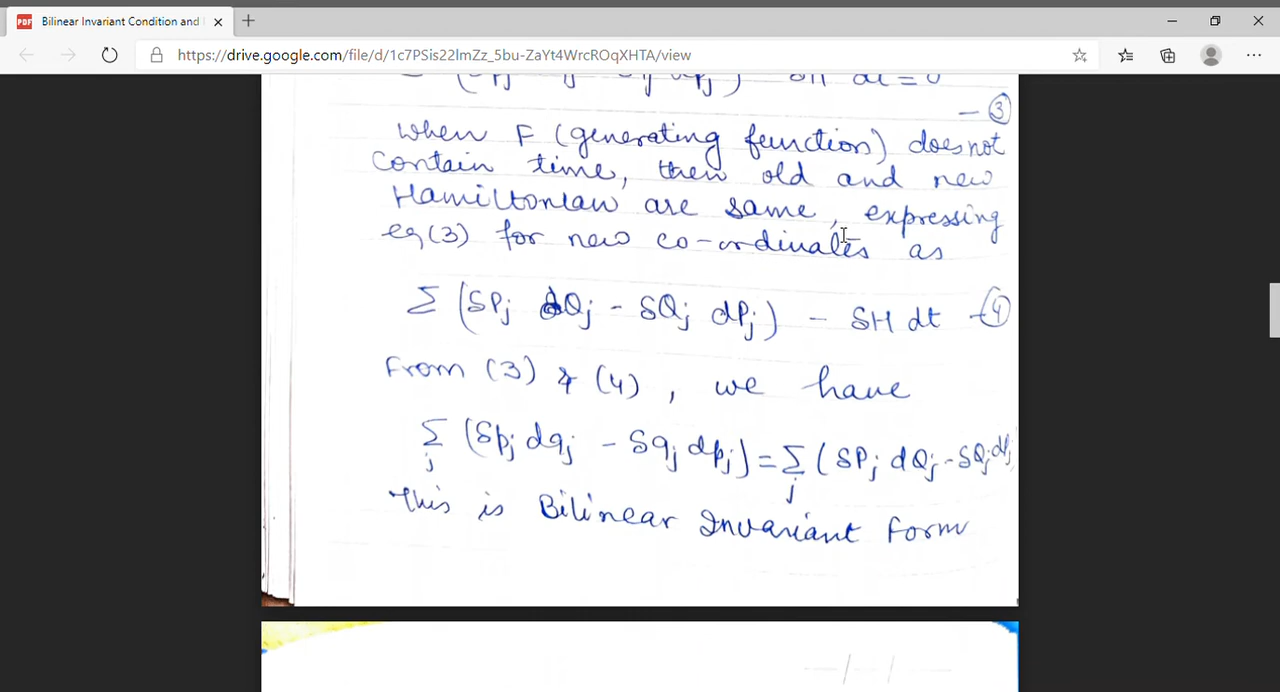 Bilinear Invariant Condition and
https://drive.google.com/file/d/1c7PSis22lmZz_5bu-ZaYt4WrcROqXHTA/view
— ③
when F (generating function) does not
contain time, then old and new
Hamiltonian are same, expressing
eq(3) for new co-ordinates as
Σ (δPj dQj - δQj dPj) - δH dt -④
From (3) & (4), we have
Σj (δpj dqj - δqj dpj) = Σj (δPj dQj - δQj dPj
This is Bilinear Invariant Form